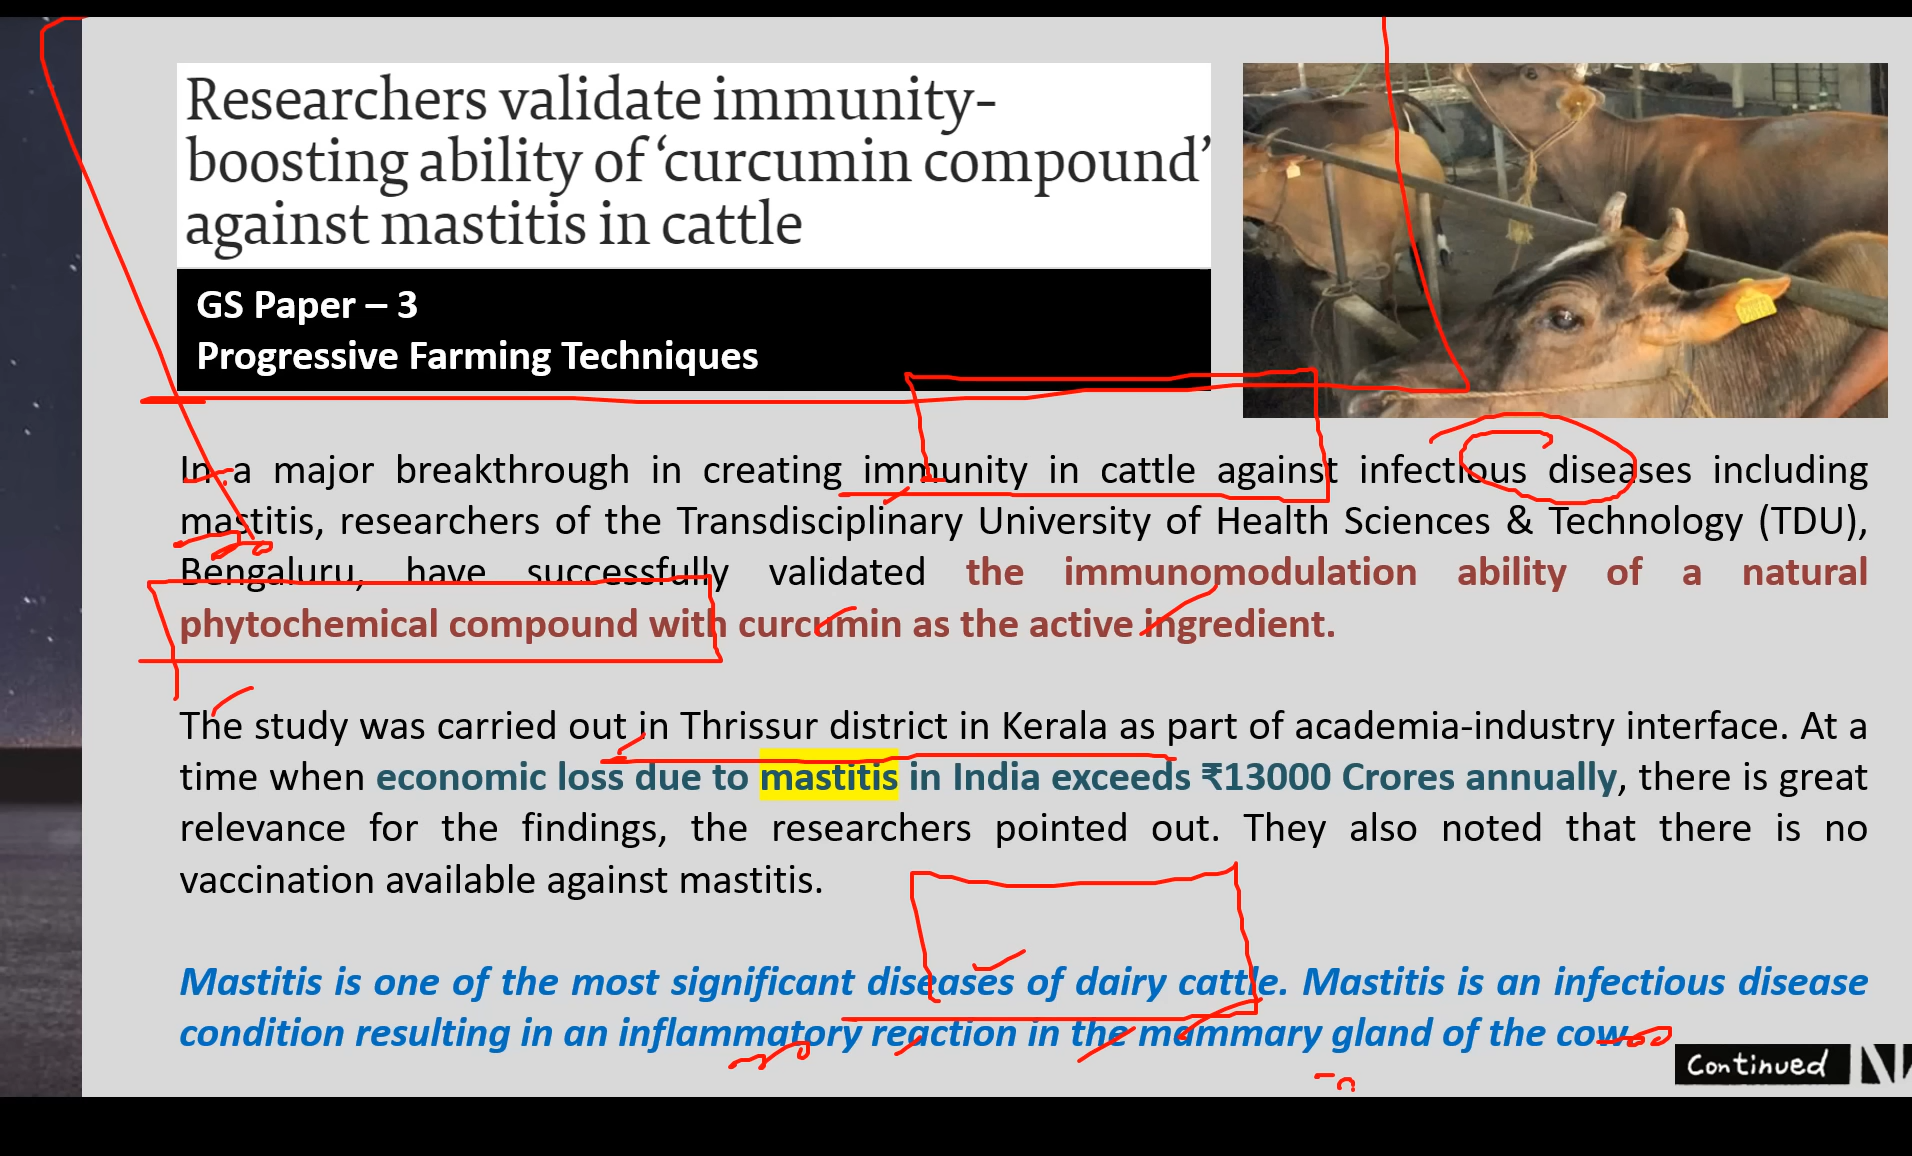 Researchers validate immunity-
boosting ability of ‘curcumin compound’
against mastitis in cattle
GS Paper – 3
Progressive Farming Techniques
In a major breakthrough in creating immunity in cattle against infectious diseases including
mastitis, researchers of the Transdisciplinary University of Health Sciences & Technology (TDU),
Bengaluru, have successfully validated the immunomodulation ability of a natural
phytochemical compound with curcumin as the active ingredient.
The study was carried out in Thrissur district in Kerala as part of academia-industry interface. At a
time when economic loss due to mastitis in India exceeds ₹13000 Crores annually, there is great
relevance for the findings, the researchers pointed out. They also noted that there is no
vaccination available against mastitis.
Mastitis is one of the most significant diseases of dairy cattle. Mastitis is an infectious disease
condition resulting in an inflammatory reaction in the mammary gland of the cow.
Continued